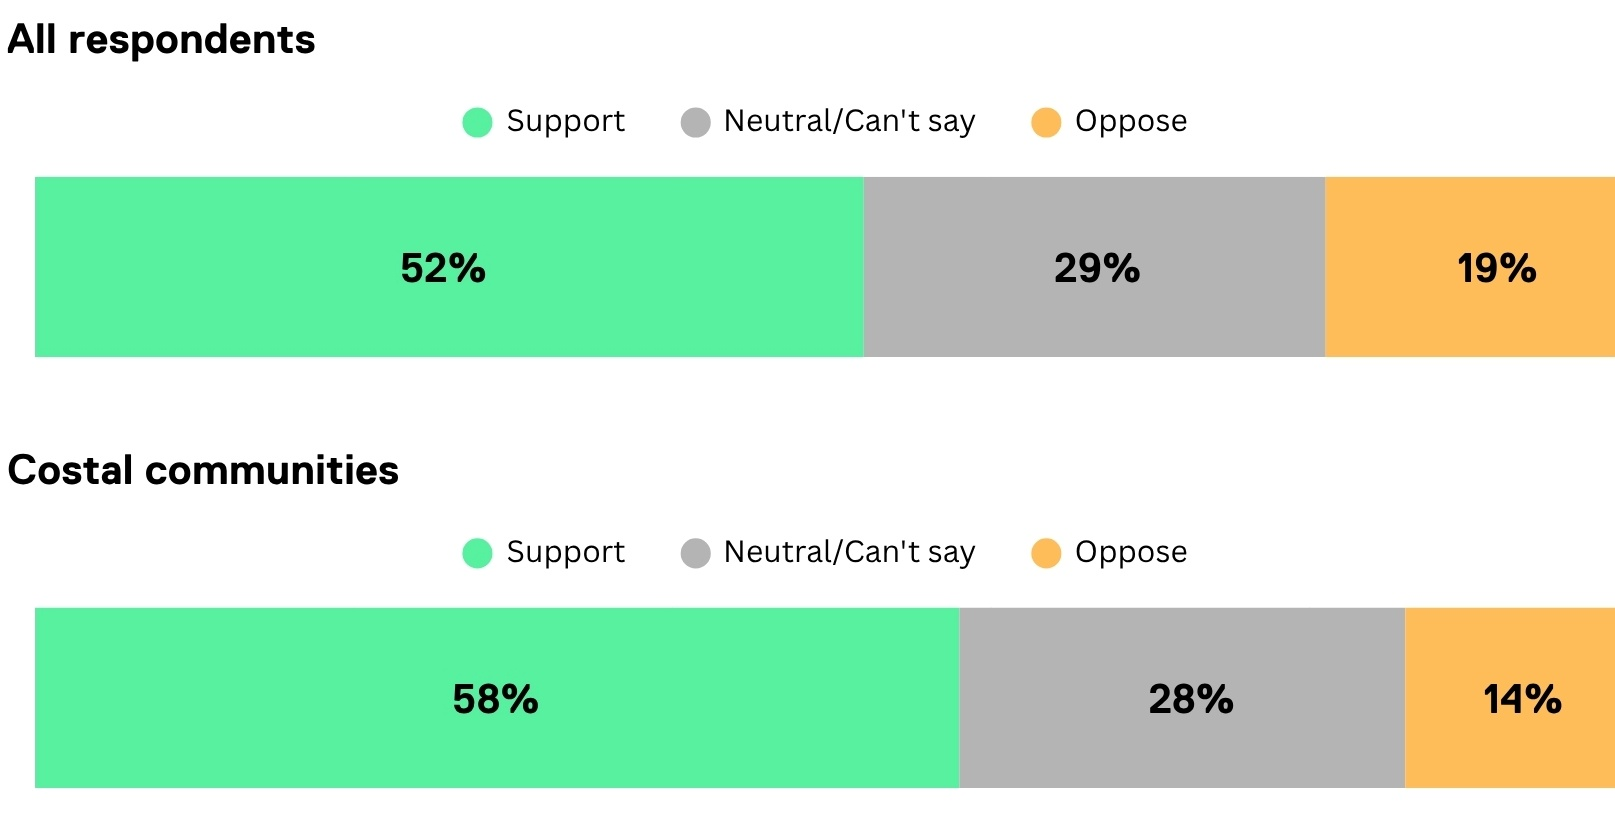 All respondents
Support Neutral/Can't say Oppose
52% 29% 19%
Costal communities
Support Neutral/Can't say Oppose
58% 28% 14%